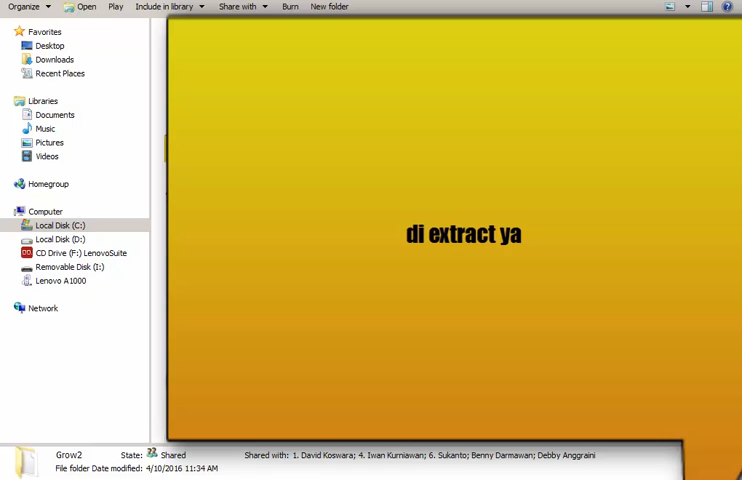 Organize Open Play Include in library Share with Burn New folder
Favorites
Desktop
Downloads
Recent Places
Libraries
Documents
Music
Pictures
Videos
Homegroup
Computer
Local Disk (C:)
Local Disk (D:)
CD Drive (F:) LenovoSuite
Removable Disk (I:)
Lenovo A1000
Network
di extract ya
Grow2 State: Shared Shared with: 1. David Koswara; 4. Iwan Kurniawan; 6. Sukanto; Benny Darmawan; Debby Anggraini
File folder Date modified: 4/10/2016 11:34 AM